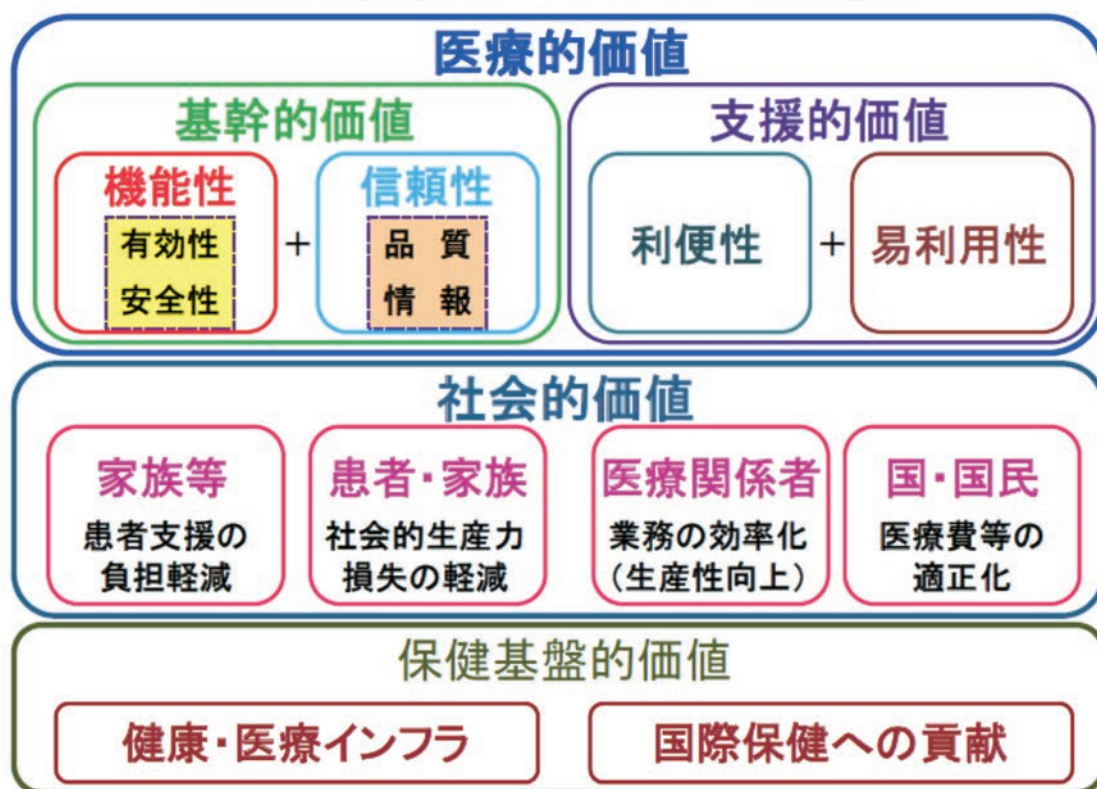 医療的価値
基幹的価値
機能性
有効性
安全性
+
信頼性
品 質
情 報
支援的価値
利便性
+
易利用性
社会的価値
家族等
患者支援の
負担軽減
患者・家族
社会的生産力
損失の軽減
医療関係者
業務の効率化
(生産性向上)
国・国民
医療費等の
適正化
保健基盤的価値
健康・医療インフラ
国際保健への貢献